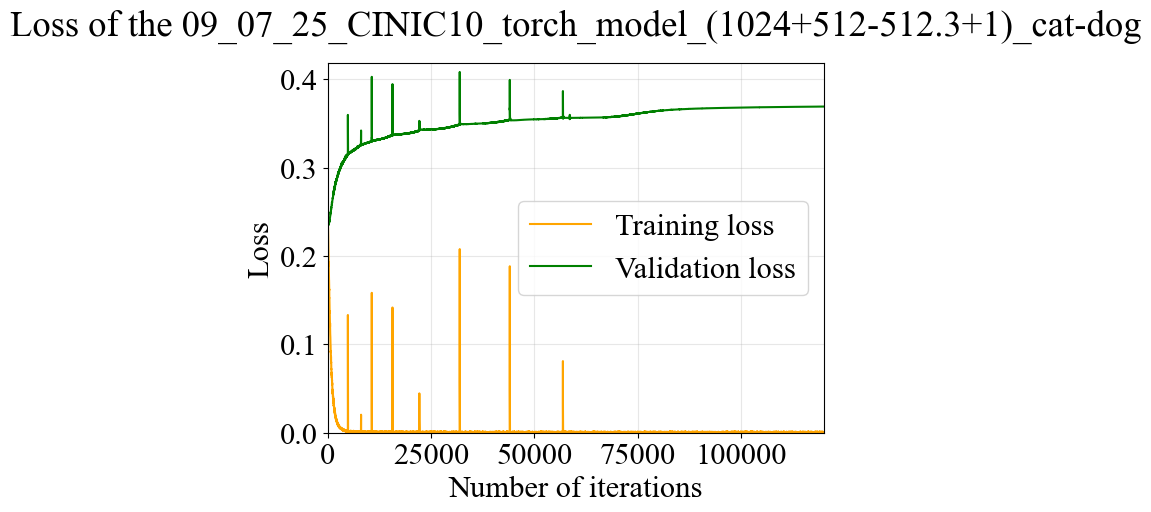 Loss of the 09_07_25_CINIC10_torch_model_(1024+512-512.3+1)_cat-dog
0.4
0.3
0.2
0.1
0.0
Loss
Training loss
Validation loss
0 25000 50000 75000 100000
Number of iterations